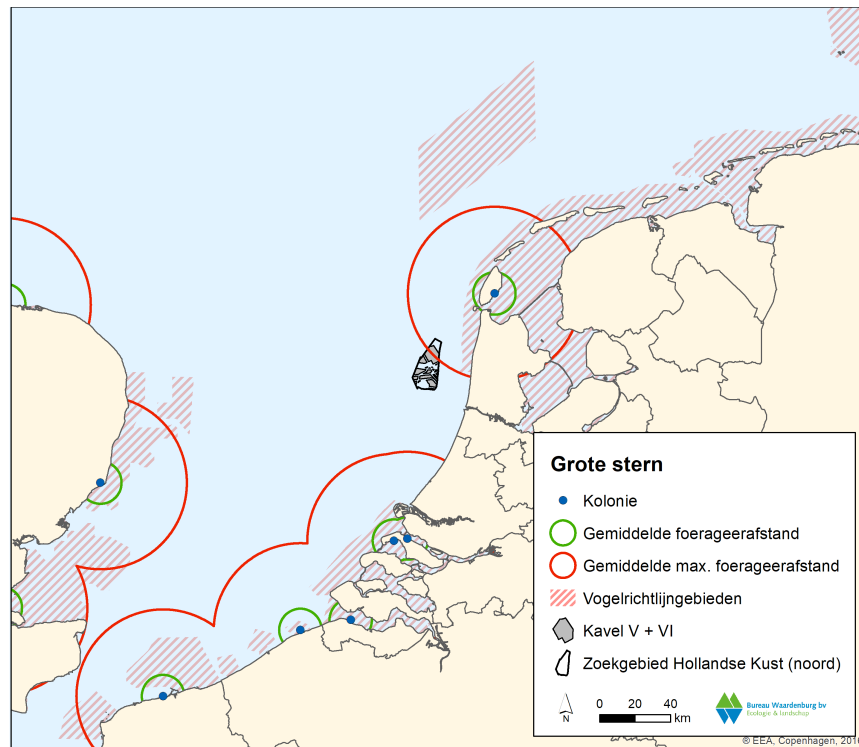 Grote stern
Kolonie
Gemiddelde foerageerafstand
Gemiddelde max. foerageerafstand
Vogelrichtlijngebieden
Kavel V + VI
Zoekgebied Hollandse Kust (noord)
N
0 20 40
km
Bureau Waardenburg bv
Ecologie & landschap
® EEA, Copenhagen, 2016